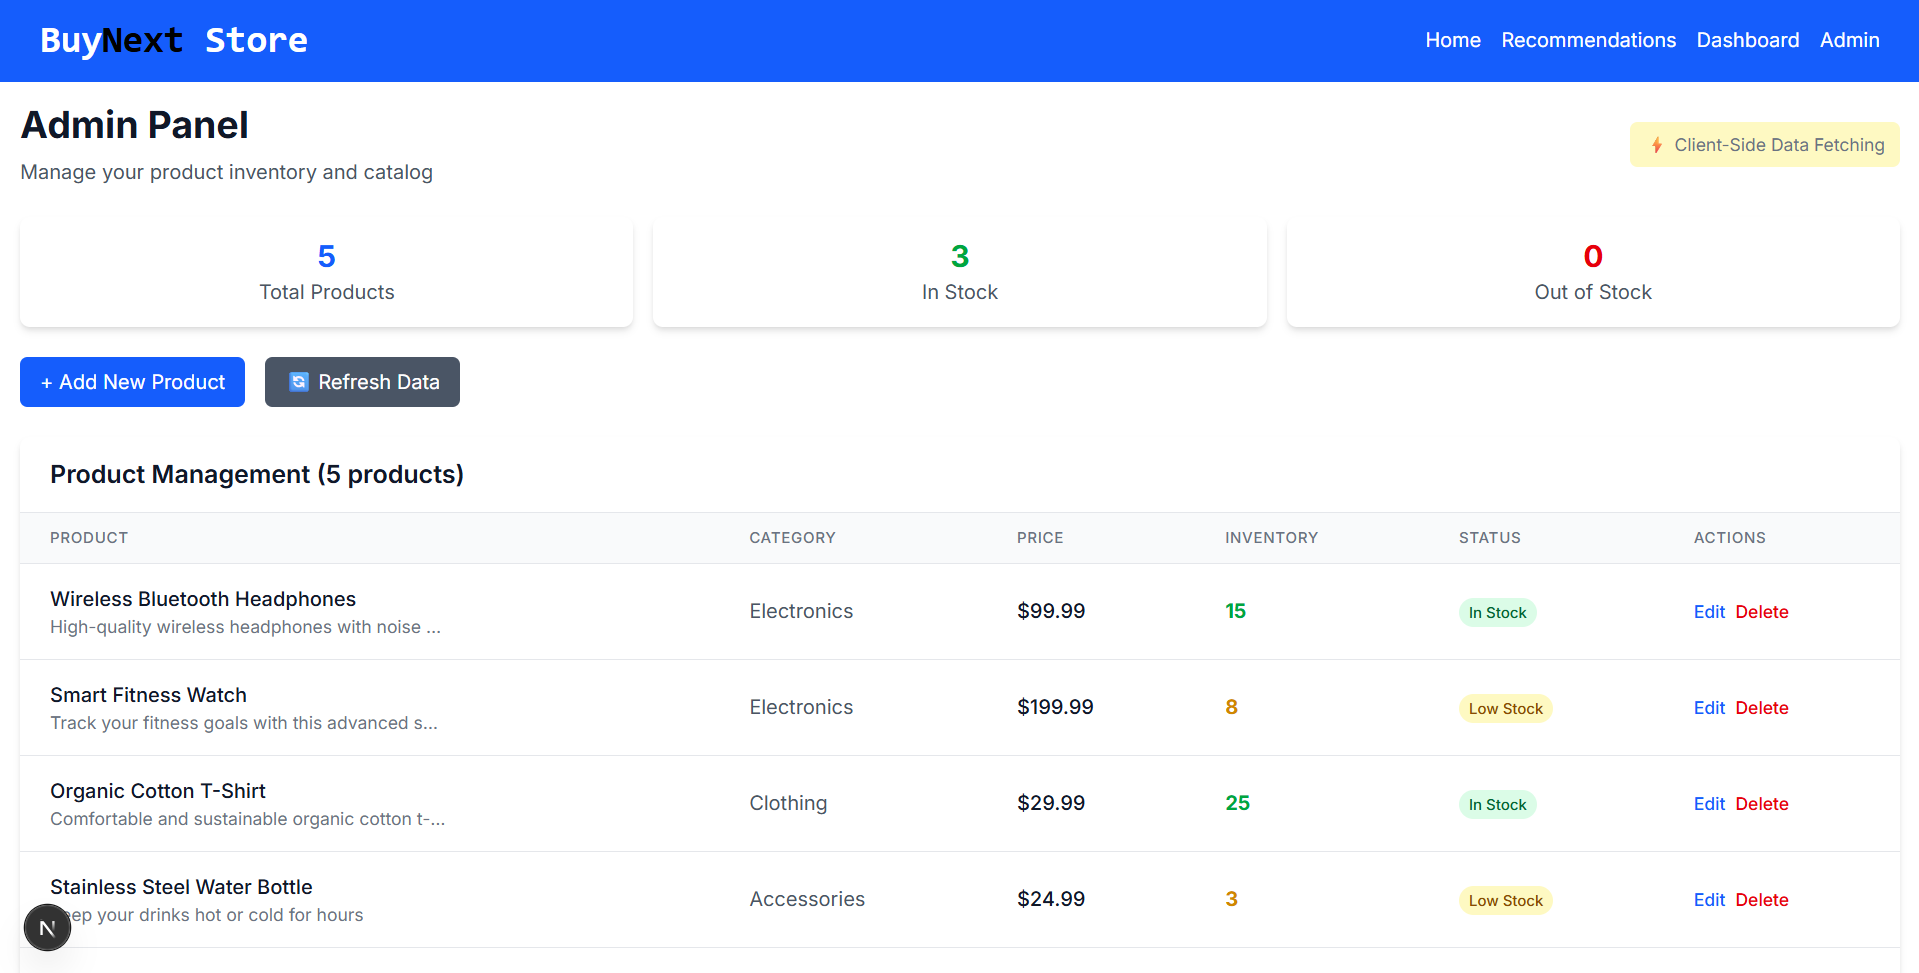 BuyNext Store
Home Recommendations Dashboard Admin
Admin Panel
Manage your product inventory and catalog
Client-Side Data Fetching
5
Total Products
3
In Stock
0
Out of Stock
+ Add New Product
Refresh Data
Product Management (5 products)
PRODUCT CATEGORY PRICE INVENTORY STATUS ACTIONS
Wireless Bluetooth Headphones
High-quality wireless headphones with noise ...
Electronics $99.99 15 In Stock Edit Delete
Smart Fitness Watch
Track your fitness goals with this advanced s...
Electronics $199.99 8 Low Stock Edit Delete
Organic Cotton T-Shirt
Comfortable and sustainable organic cotton t-...
Clothing $29.99 25 In Stock Edit Delete
Stainless Steel Water Bottle
eep your drinks hot or cold for hours
Accessories $24.99 3 Low Stock Edit Delete
N